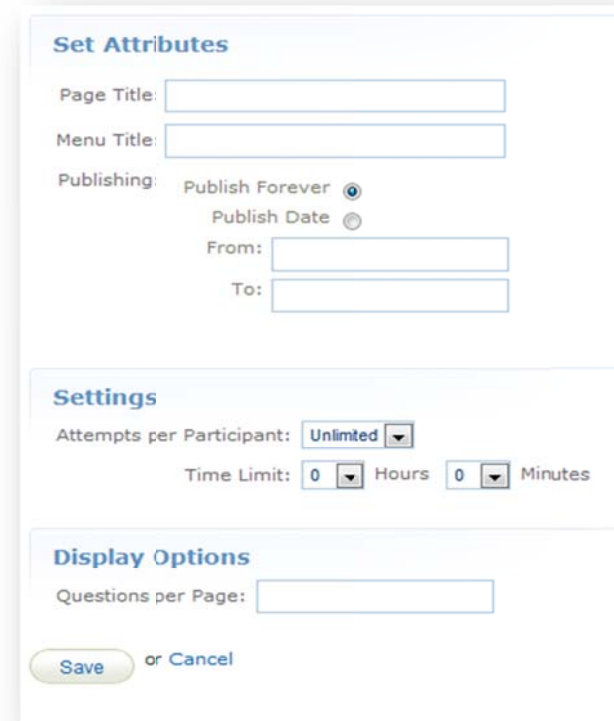 Set Attributes
Page Title:
Menu Title:
Publishing:
Publish Forever
Publish Date
From:
To:
Settings
Attempts per Participant: Unlimited
Time Limit: 0 Hours 0 Minutes
Display Options
Questions per Page:
Save or Cancel